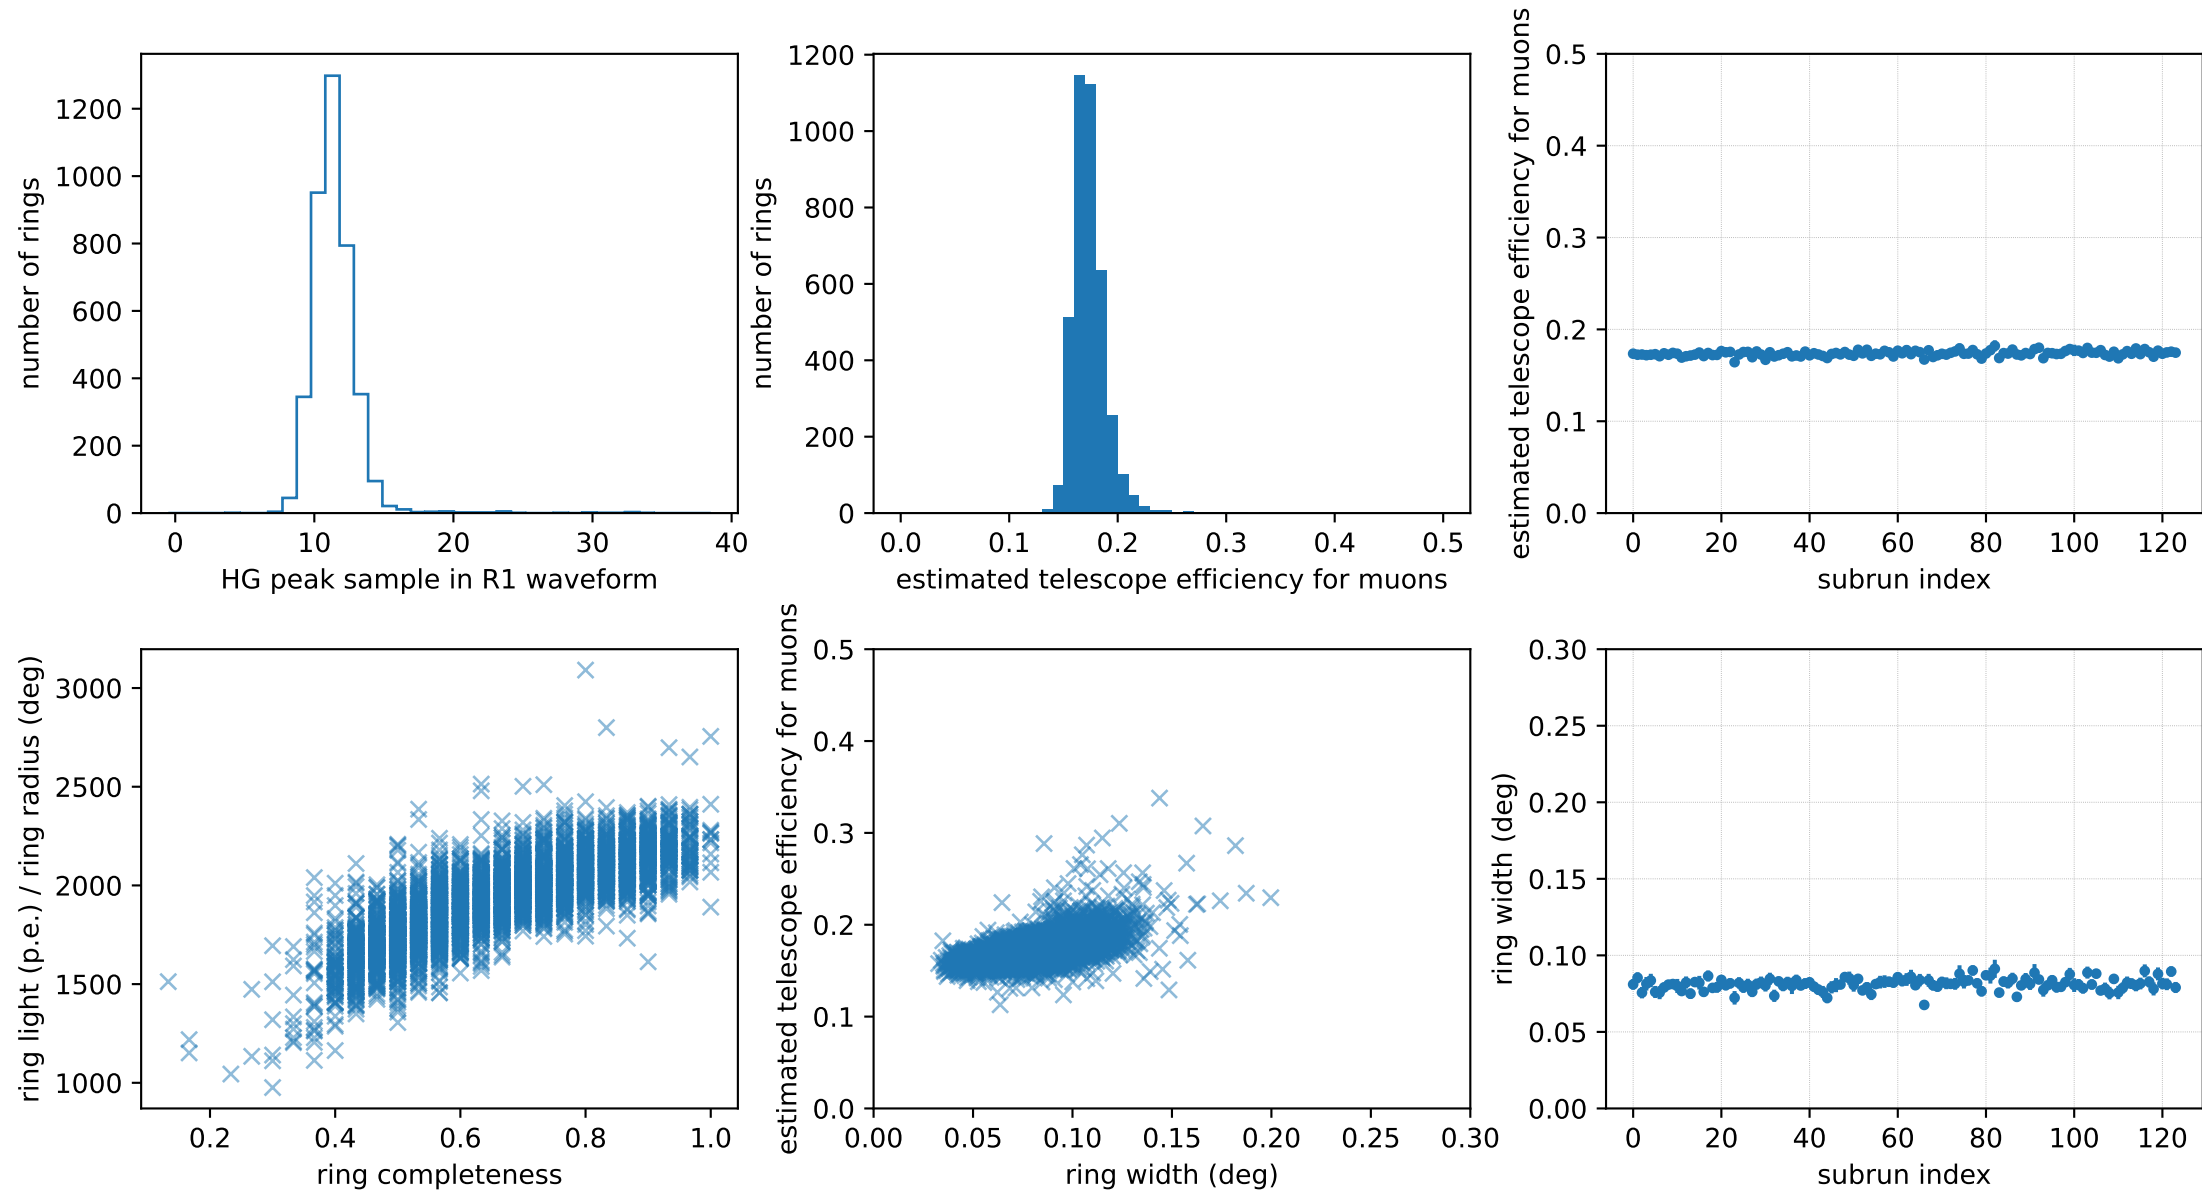 number of rings
1200
1000
800
600
400
200
0
0 10 20 30 40
HG peak sample in R1 waveform
number of rings
1200
1000
800
600
400
200
0
0.0 0.1 0.2 0.3 0.4 0.5
estimated telescope efficiency for muons
estimated telescope efficiency for muons
0.5
0.4
0.3
0.2
0.1
0.0
0 20 40 60 80 100 120
subrun index
ring light (p.e.) / ring radius (deg)
3000
2500
2000
1500
1000
0.2 0.4 0.6 0.8 1.0
ring completeness
estimated telescope efficiency for muons
0.5
0.4
0.3
0.2
0.1
0.0
0.00 0.05 0.10 0.15 0.20 0.25 0.30
ring width (deg)
ring width (deg)
0.30
0.25
0.20
0.15
0.10
0.05
0.00
0 20 40 60 80 100 120
subrun index